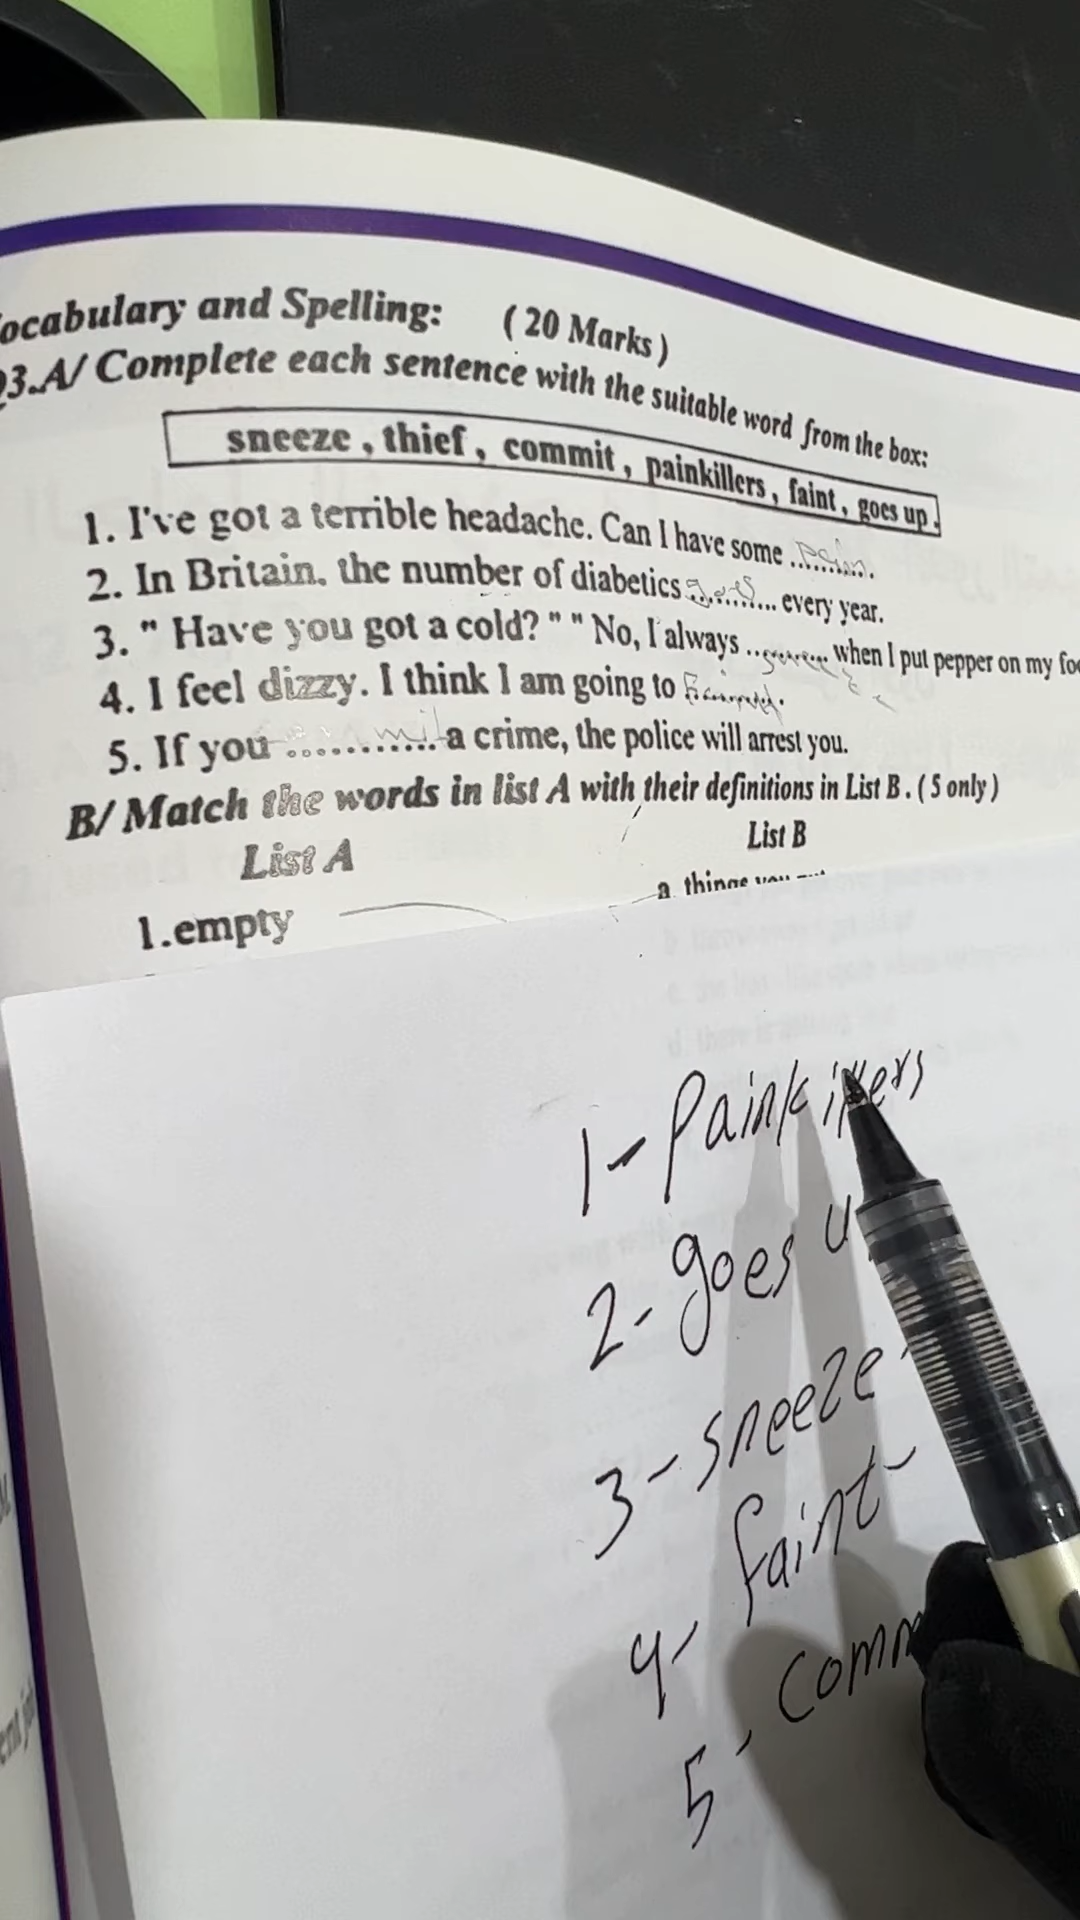 ocabulary and Spelling: ( 20 Marks )
Q3.A/ Complete each sentence with the suitable word from the box:
sneeze , thief , commit , painkillers , faint , goes up .
1. I've got a terrible headache. Can I have some ...........
2. In Britain. the number of diabetics ........... every year.
3. " Have you got a cold? " " No, I always ........... when I put pepper on my foo
4. I feel dizzy. I think I am going to ...........
5. If you ............ a crime, the police will arrest you.
B/ Match the words in list A with their definitions in List B . ( 5 only )
List A List B
1.empty a. things you
1- Painkillers
2- goes u
3- sneeze
4- faint
5- comm